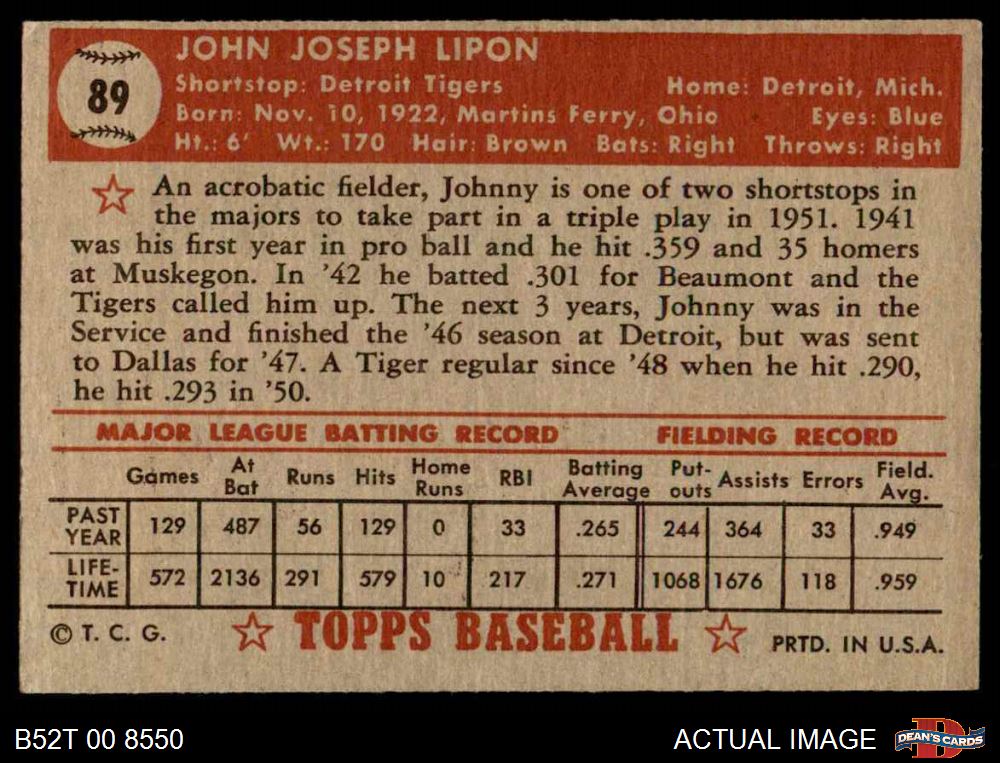 89
JOHN JOSEPH LIPON
Shortstop: Detroit Tigers Home: Detroit, Mich.
Born: Nov. 10, 1922, Martins Ferry, Ohio Eyes: Blue
Ht.: 6' Wt.: 170 Hair: Brown Bats: Right Throws: Right
An acrobatic fielder, Johnny is one of two shortstops in
the majors to take part in a triple play in 1951. 1941
was his first year in pro ball and he hit .359 and 35 homers
at Muskegon. In '42 he batted .301 for Beaumont and the
Tigers called him up. The next 3 years, Johnny was in the
Service and finished the '46 season at Detroit, but was sent
to Dallas for '47. A Tiger regular since '48 when he hit .290,
he hit .293 in '50.
MAJOR LEAGUE BATTING RECORD FIELDING RECORD
Games At Bat Runs Hits Home Runs RBI Batting Average Put-outs Assists Errors Field. Avg.
PAST YEAR 129 487 56 129 0 33 .265 244 364 33 .949
LIFE-TIME 572 2136 291 579 10 217 .271 1068 1676 118 .959
© T. C. G. TOPPS BASEBALL PRTD. IN U.S.A.
B52T 00 8550 ACTUAL IMAGE DEAN'S CARDS